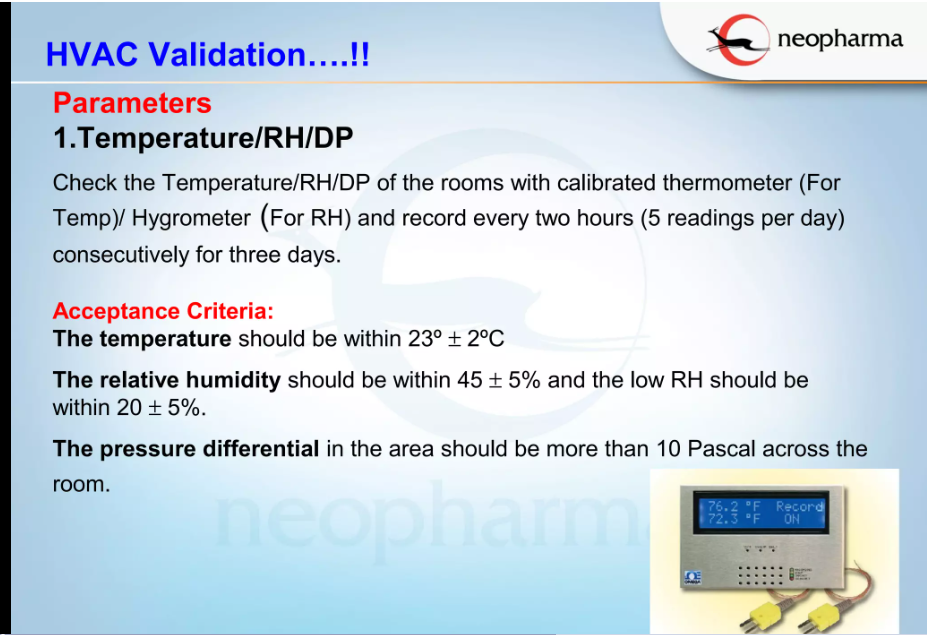 HVAC Validation….!!
neopharma
Parameters
1.Temperature/RH/DP
Check the Temperature/RH/DP of the rooms with calibrated thermometer (For
Temp)/ Hygrometer (For RH) and record every two hours (5 readings per day)
consecutively for three days.
Acceptance Criteria:
The temperature should be within 23º ± 2ºC
The relative humidity should be within 45 ± 5% and the low RH should be
within 20 ± 5%.
The pressure differential in the area should be more than 10 Pascal across the
room.
neopharma
76.2 °F Record
72.3 °F ON